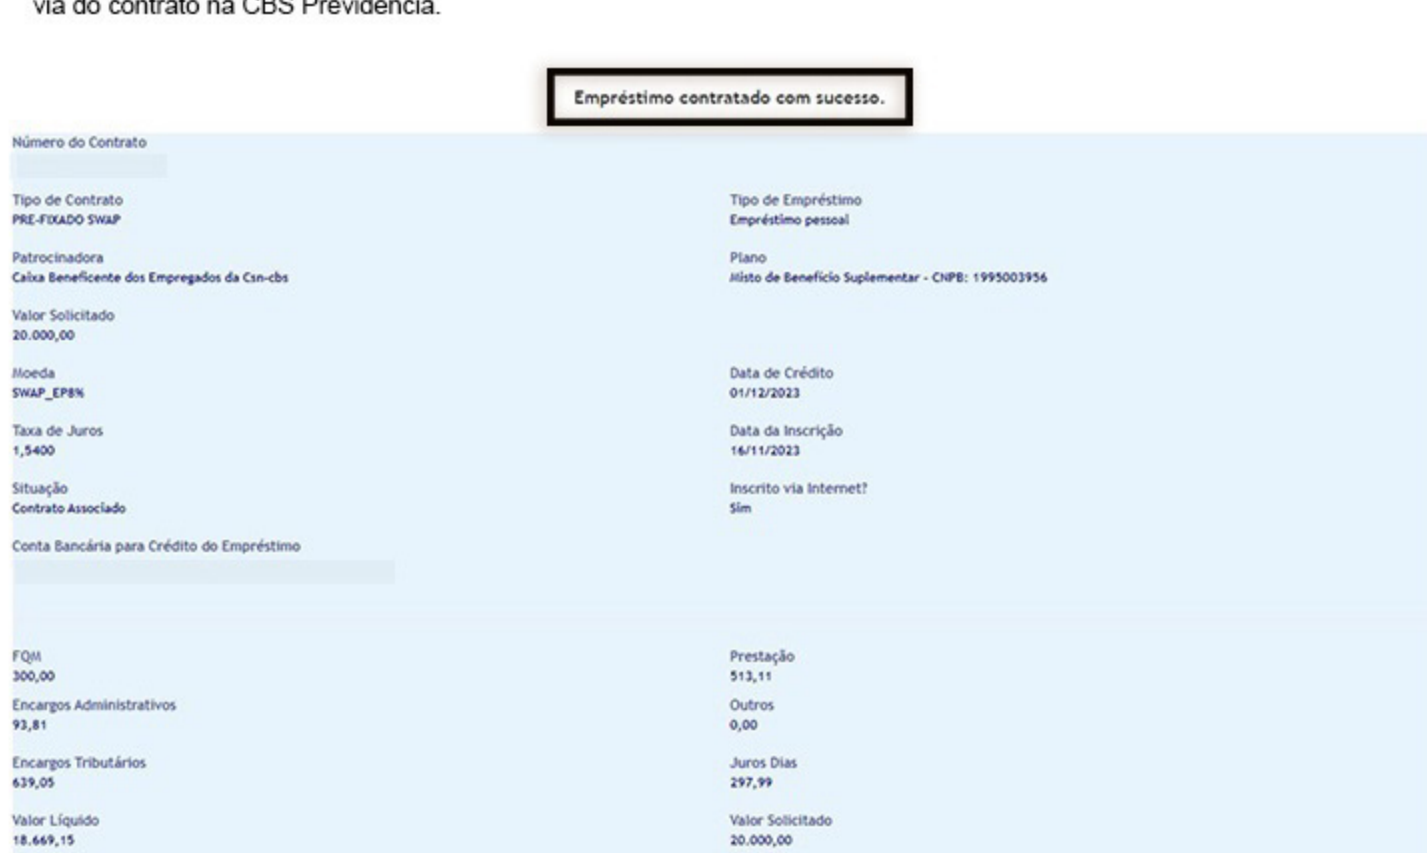 via do contrato na CBS Previdência.
Empréstimo contratado com sucesso.
Número do Contrato
Tipo de Contrato
PRE-FIXADO SWAP
Tipo de Empréstimo
Empréstimo pessoal
Patrocinadora
Caixa Beneficente dos Empregados da Csn-cbs
Plano
Misto de Benefício Suplementar - CNPB: 1995003956
Valor Solicitado
20.000,00
Moeda
SWAP_EP8%
Data de Crédito
01/12/2023
Taxa de Juros
1,5400
Data da Inscrição
16/11/2023
Situação
Contrato Associado
Inscrito via Internet?
Sim
Conta Bancária para Crédito do Empréstimo
FQM
300,00
Prestação
513,11
Encargos Administrativos
93,81
Outros
0,00
Encargos Tributários
639,05
Juros Dias
297,99
Valor Líquido
18.669,15
Valor Solicitado
20.000,00